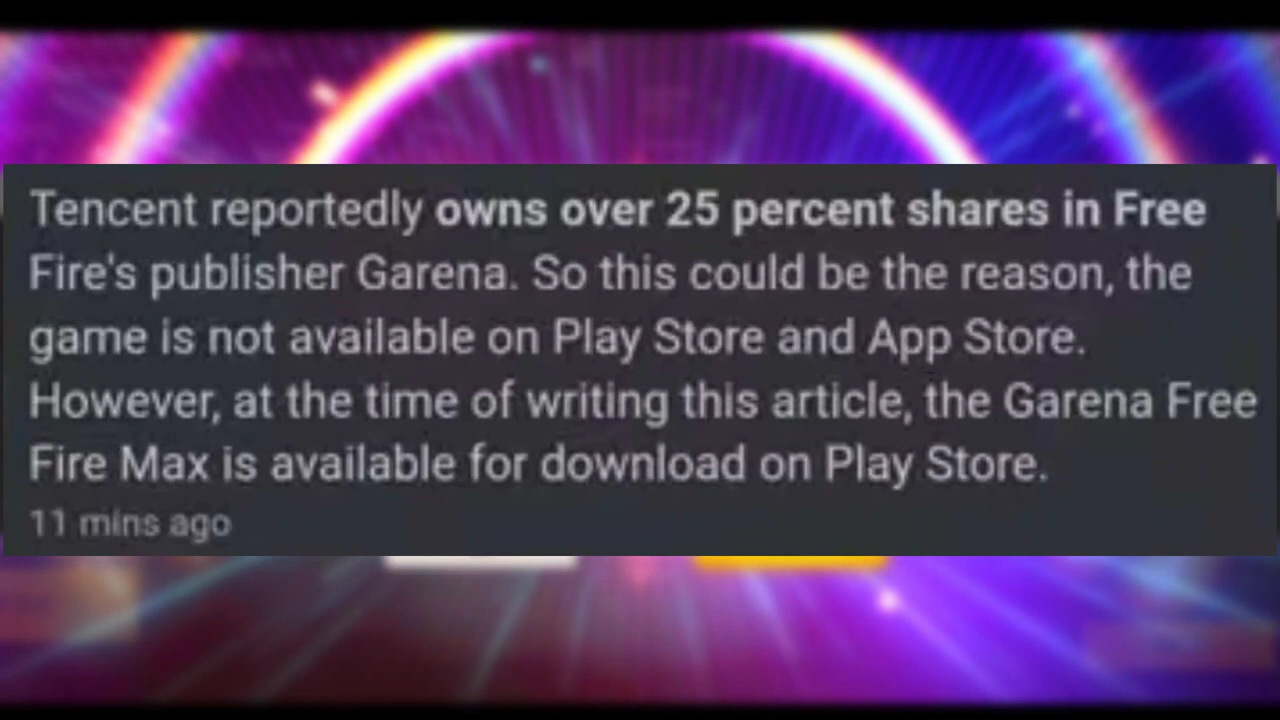 Tencent reportedly owns over 25 percent shares in Free
Fire's publisher Garena. So this could be the reason, the
game is not available on Play Store and App Store.
However, at the time of writing this article, the Garena Free
Fire Max is available for download on Play Store.
11 mins ago